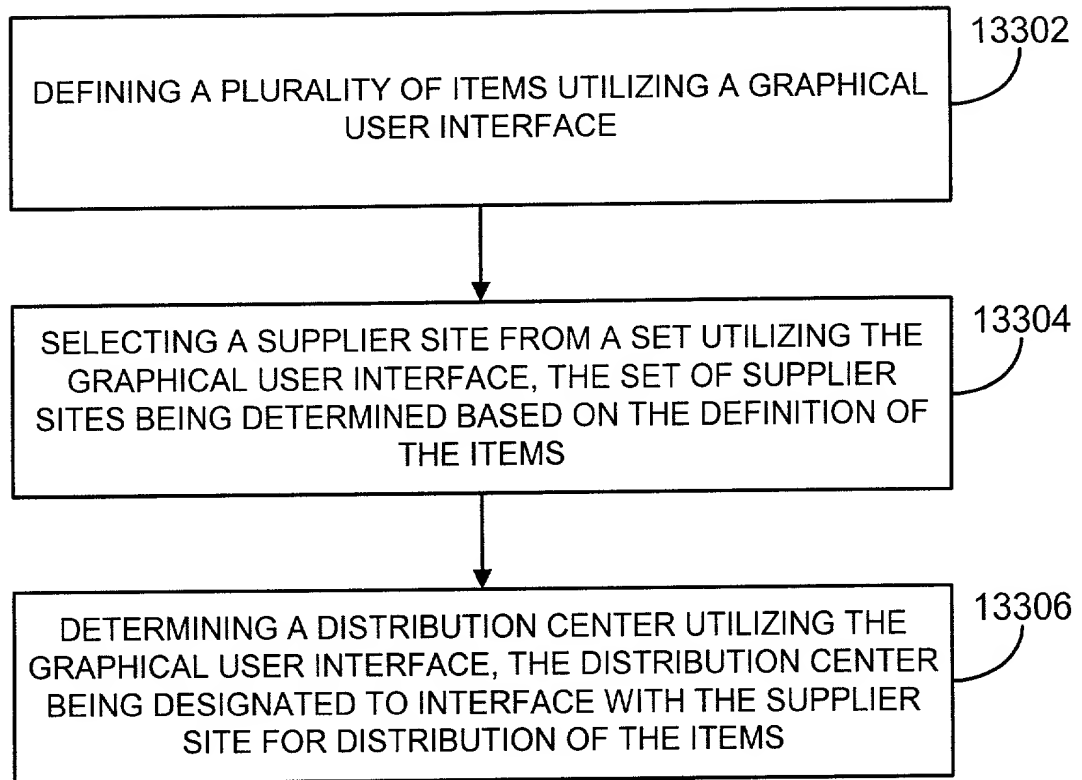 13302
DEFINING A PLURALITY OF ITEMS UTILIZING A GRAPHICAL
USER INTERFACE
13304
SELECTING A SUPPLIER SITE FROM A SET UTILIZING THE
GRAPHICAL USER INTERFACE, THE SET OF SUPPLIER
SITES BEING DETERMINED BASED ON THE DEFINITION OF
THE ITEMS
13306
DETERMINING A DISTRIBUTION CENTER UTILIZING THE
GRAPHICAL USER INTERFACE, THE DISTRIBUTION CENTER
BEING DESIGNATED TO INTERFACE WITH THE SUPPLIER
SITE FOR DISTRIBUTION OF THE ITEMS